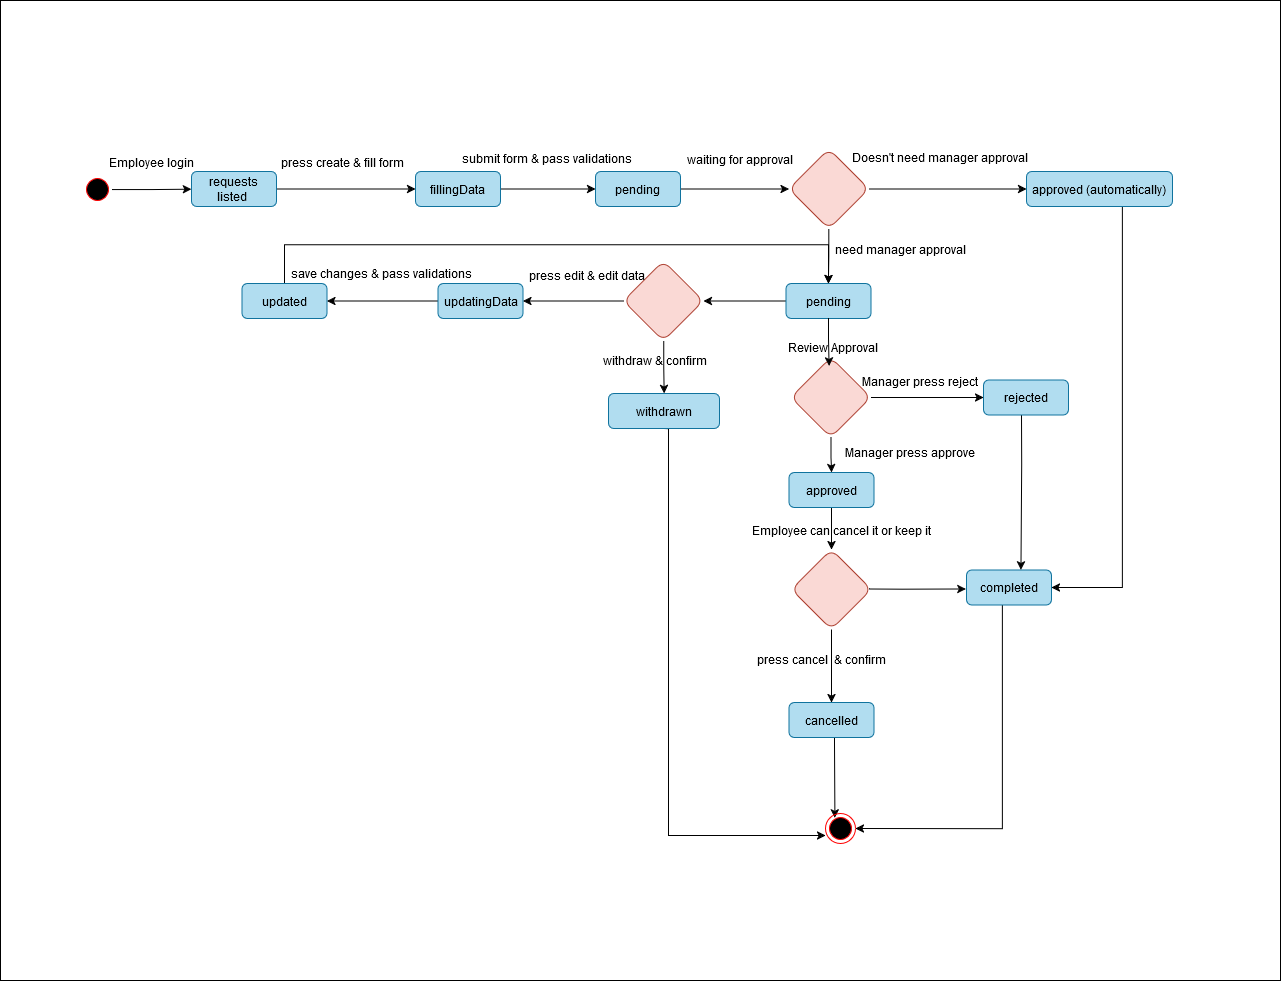 Employee login
press create & fill form
submit form & pass validations
waiting for approval
Doesn't need manager approval
requests
listed
fillingData
pending
approved (automatically)
need manager approval
save changes & pass validations
press edit & edit data
updated
updatingData
pending
Review Approval
withdraw & confirm
Manager press reject
withdrawn
rejected
Manager press approve
approved
Employee can cancel it or keep it
completed
press cancel & confirm
cancelled